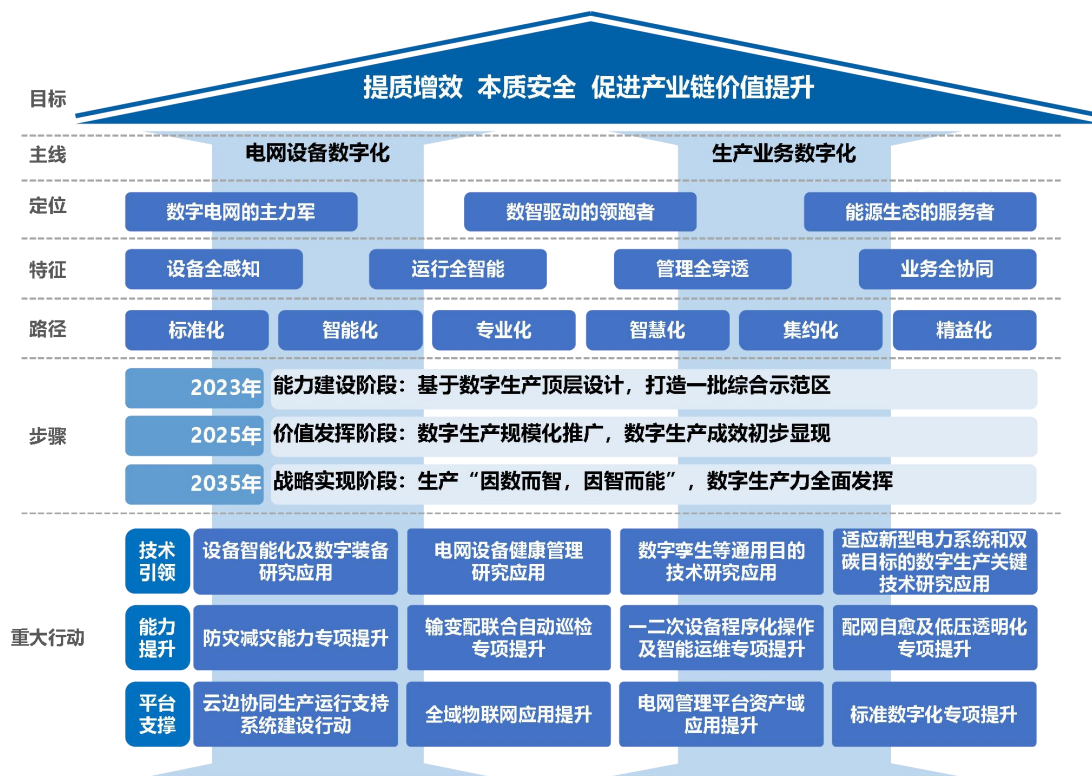 目标
提质增效 本质安全 促进产业链价值提升
主线
电网设备数字化
生产业务数字化
定位
数字电网的主力军
数智驱动的领跑者
能源生态的服务者
特征
设备全感知
运行全智能
管理全穿透
业务全协同
路径
标准化
智能化
专业化
智慧化
集约化
精益化
步骤
2023年
能力建设阶段：基于数字生产顶层设计，打造一批综合示范区
2025年
价值发挥阶段：数字生产规模化推广，数字生产成效初步显现
2035年
战略实现阶段：生产“因数而智，因智而能”，数字生产力全面发挥
重大行动
技术
引领
设备智能化及数字装备
研究应用
电网设备健康管理
研究应用
数字孪生等通用目的
技术研究应用
适应新型电力系统和双
碳目标的数字生产关键
技术研究应用
能力
提升
防灾减灾能力专项提升
输变配联合自动巡检
专项提升
一二次设备程序化操作
及智能运维专项提升
配网自愈及低压透明化
专项提升
平台
支撑
云边协同生产运行支持
系统建设行动
全域物联网应用提升
电网管理平台资产域
应用提升
标准数字化专项提升